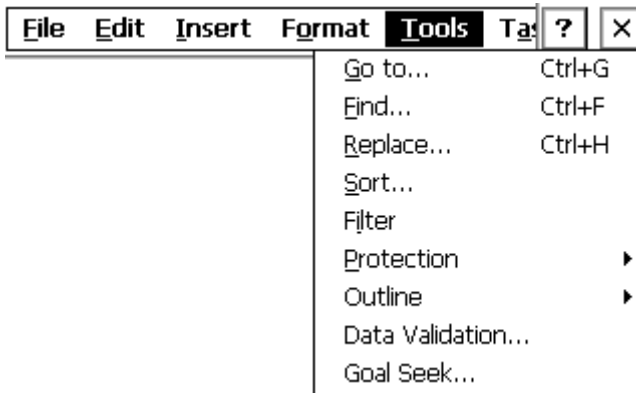 File Edit Insert Format Tools ? ×
Go to... Ctrl+G
Find... Ctrl+F
Replace... Ctrl+H
Sort...
Filter
Protection
Outline
Data Validation...
Goal Seek...